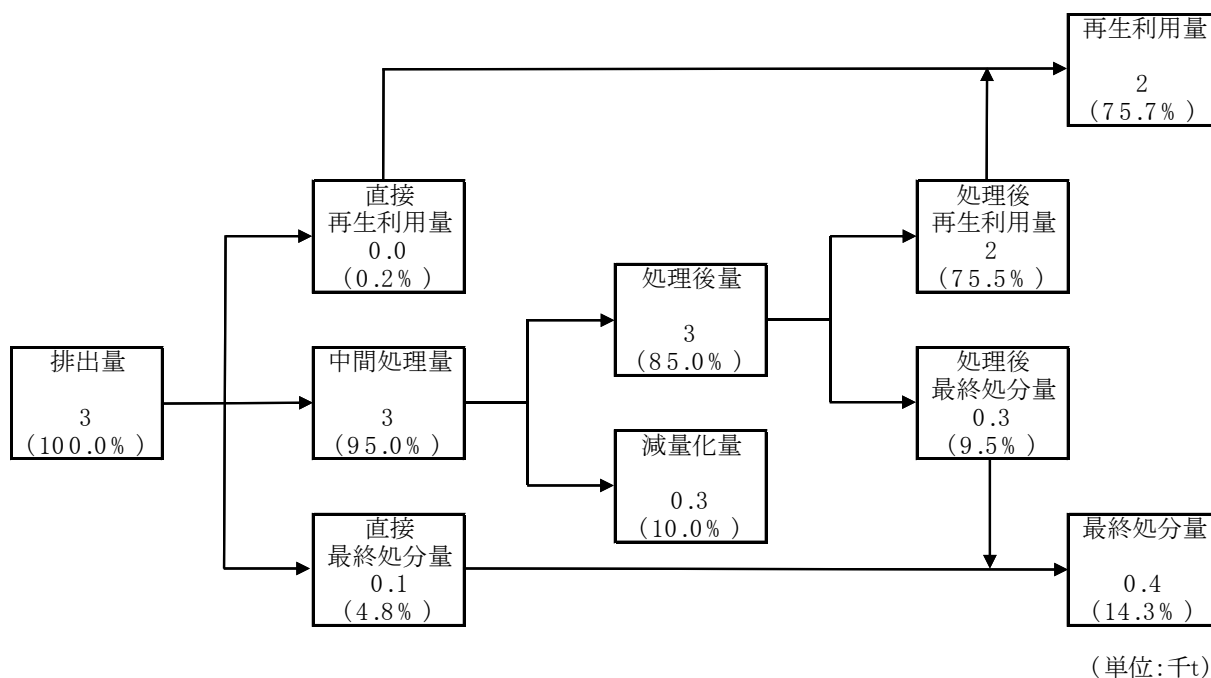 再生利用量
2
(75.7%)
直接
再生利用量
0.0
(0.2%)
処理後
再生利用量
2
(75.5%)
処理後量
3
(85.0%)
排出量
3
(100.0%)
中間処理量
3
(95.0%)
処理後
最終処分量
0.3
(9.5%)
減量化量
0.3
(10.0%)
直接
最終処分量
0.1
(4.8%)
最終処分量
0.4
(14.3%)
(単位:千t)